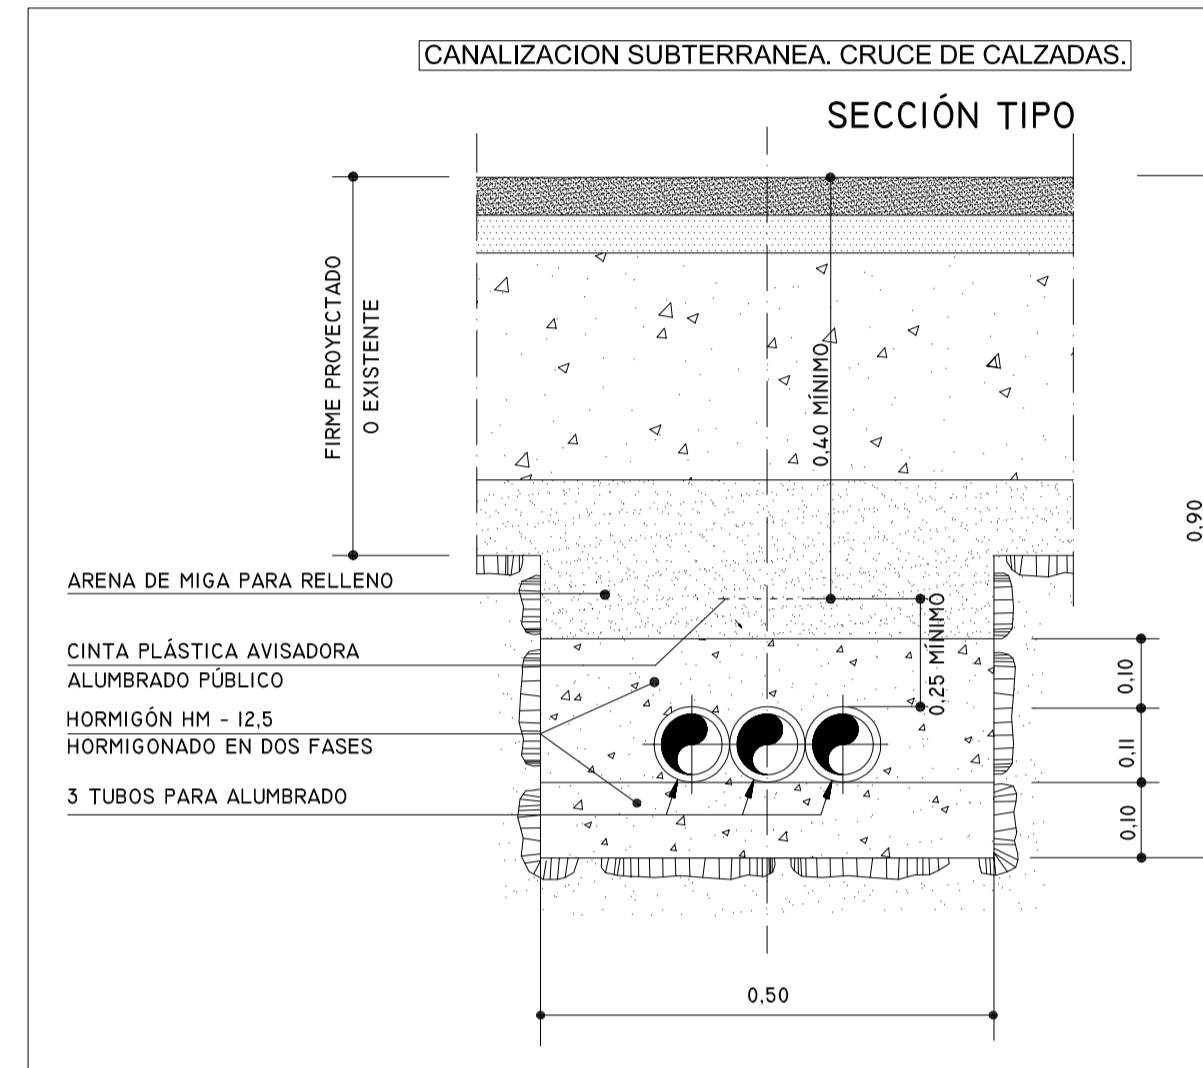 CANALIZACION SUBTERRANEA. CRUCE DE CALZADAS.
SECCIÓN TIPO
FIRME PROYECTADO
O EXISTENTE
0,40 MÍNIMO
0,90
ARENA DE MIGA PARA RELLENO
CINTA PLÁSTICA AVISADORA
ALUMBRADO PÚBLICO
0,25 MÍNIMO
HORMIGÓN HM - 12,5
HORMIGONADO EN DOS FASES
3 TUBOS PARA ALUMBRADO
0,10
0,11
0,10
0,50